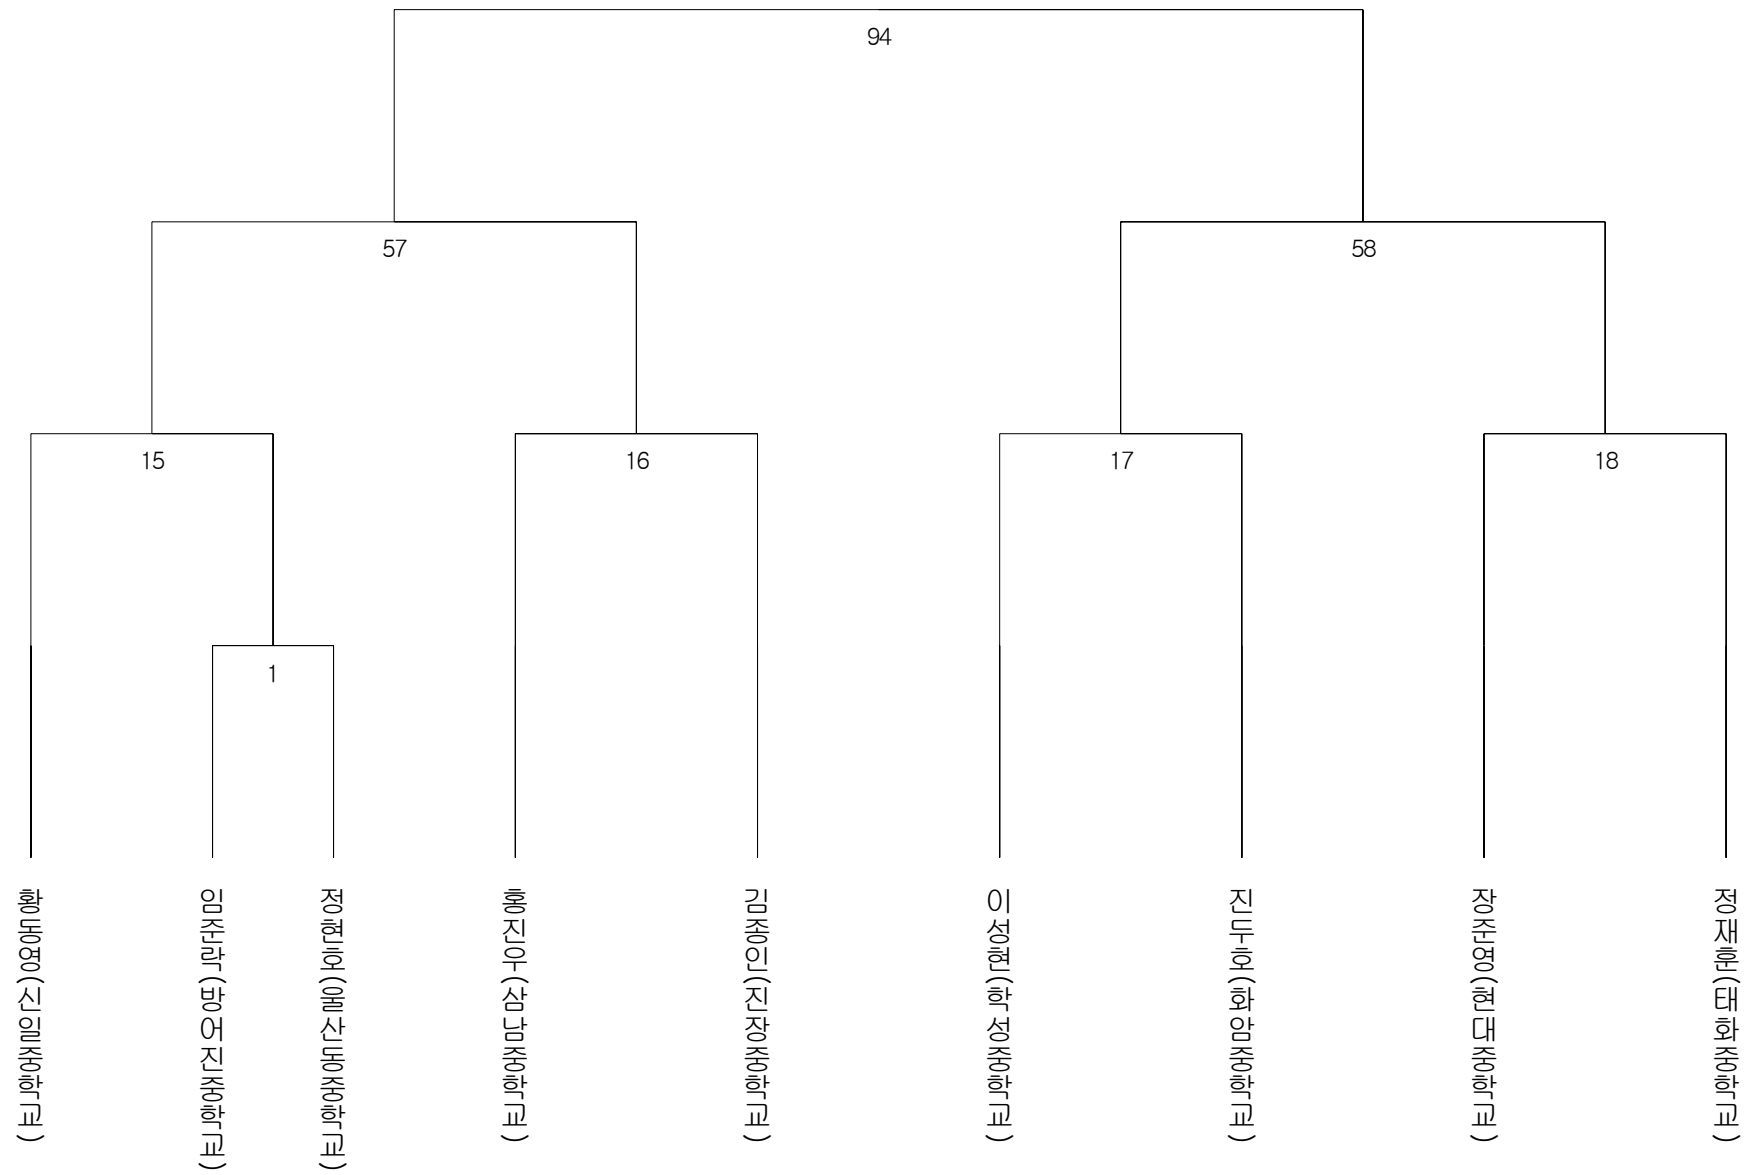 94
57
58
15
16
17
18
1
황동영(신일중학교)
임준락(방어진중학교)
정현호(울산동중학교)
홍진우(삼남중학교)
김종인(진장중학교)
이성현(학성중학교)
진두호(화암중학교)
장준영(현대중학교)
정재훈(태화중학교)